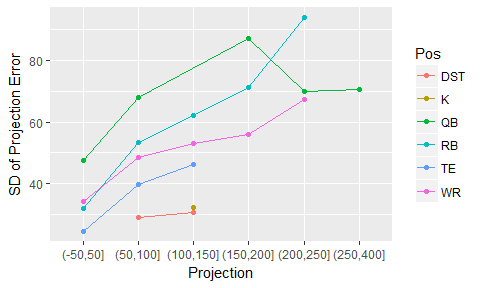 80
60
40
SD of Projection Error
(-50,50] (50,100] (100,150] (150,200] (200,250] (250,400]
Projection
Pos
DST
K
QB
RB
TE
WR